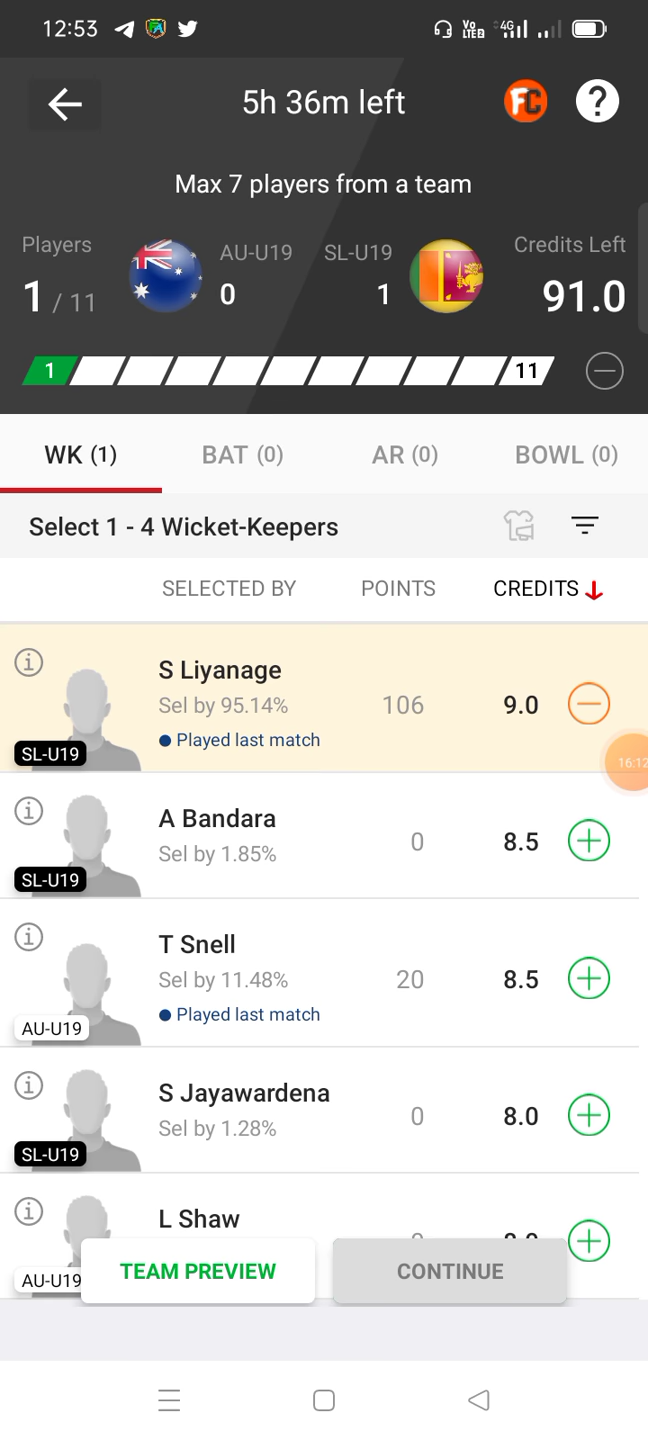 12:53
Vo LTE 2 4G
5h 36m left
FC ?
Max 7 players from a team
Players AU-U19 SL-U19 Credits Left
1 / 11 0 1 91.0
1 11
WK (1) BAT (0) AR (0) BOWL (0)
Select 1 - 4 Wicket-Keepers
SELECTED BY POINTS CREDITS
S Liyanage
Sel by 95.14% 106 9.0
Played last match
SL-U19
16:12
A Bandara
Sel by 1.85% 0 8.5
SL-U19
T Snell
Sel by 11.48% 20 8.5
Played last match
AU-U19
S Jayawardena
Sel by 1.28% 0 8.0
SL-U19
L Shaw
AU-U19
TEAM PREVIEW CONTINUE